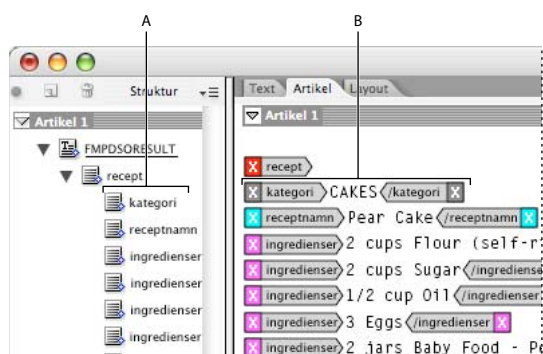 A
B
Struktur
Text Artikel Layout
Artikel 1
FMPDSORESULT
recept
kategori
receptnamn
ingredienser
ingredienser
ingredienser
ingredienser
Artikel 1
recept
kategori CAKES /kategori
receptnamn Pear Cake /receptnamn
ingredienser 2 cups Flour (self-r
ingredienser 2 cups Sugar /ingrediense
ingredienser 1/2 cup Oil /ingredienser
ingredienser 3 Eggs /ingredienser
ingredienser 2 jars Baby Food - Pe